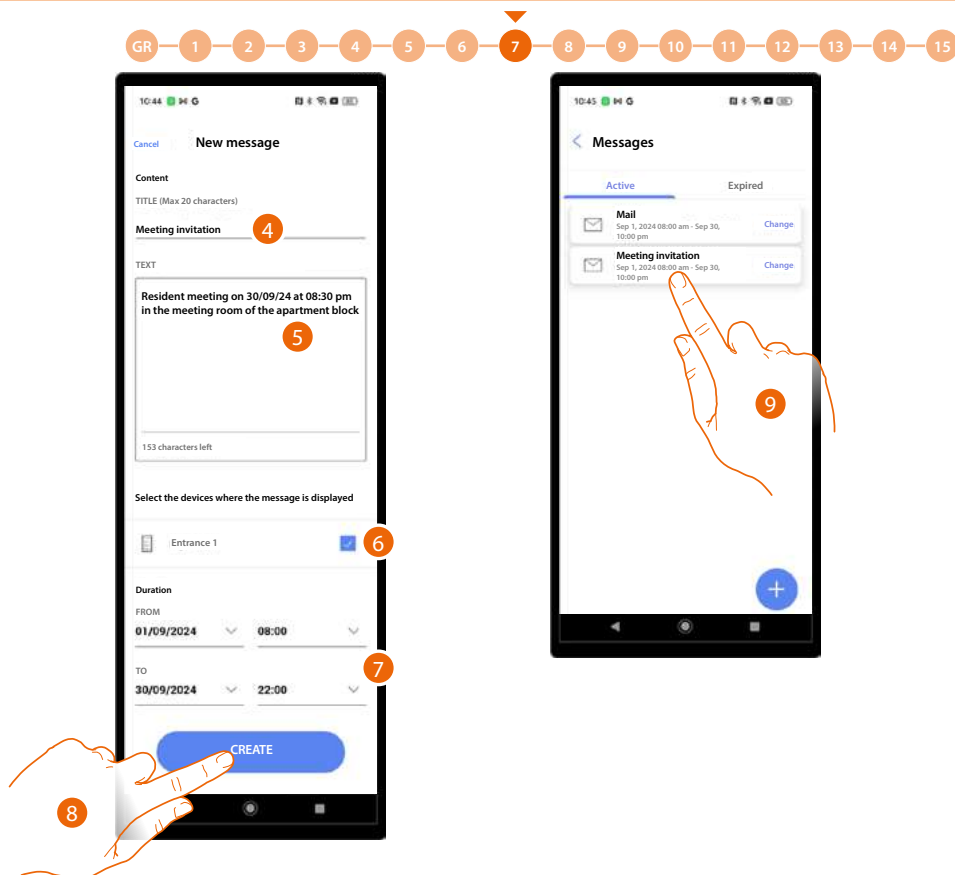 GR 1 2 3 4 5 6 7 8 9 10 11 12 13 14 15
10:44 G
Cancel New message
Content
TITLE (Max 20 characters)
Meeting invitation 4
TEXT
Resident meeting on 30/09/24 at 08:30 pm
in the meeting room of the apartment block
5
153 characters left
Select the devices where the message is displayed
Entrance 1 6
Duration
FROM
01/09/2024 08:00
7
TO
30/09/2024 22:00
CREATE
8
10:45 G
Messages
Active Expired
Mail
Sep 1, 2024 08:00 am - Sep 30,
10:00 pm
Change
Meeting invitation
Sep 1, 2024 08:00 am - Sep 30,
10:00 pm
Change
9
+